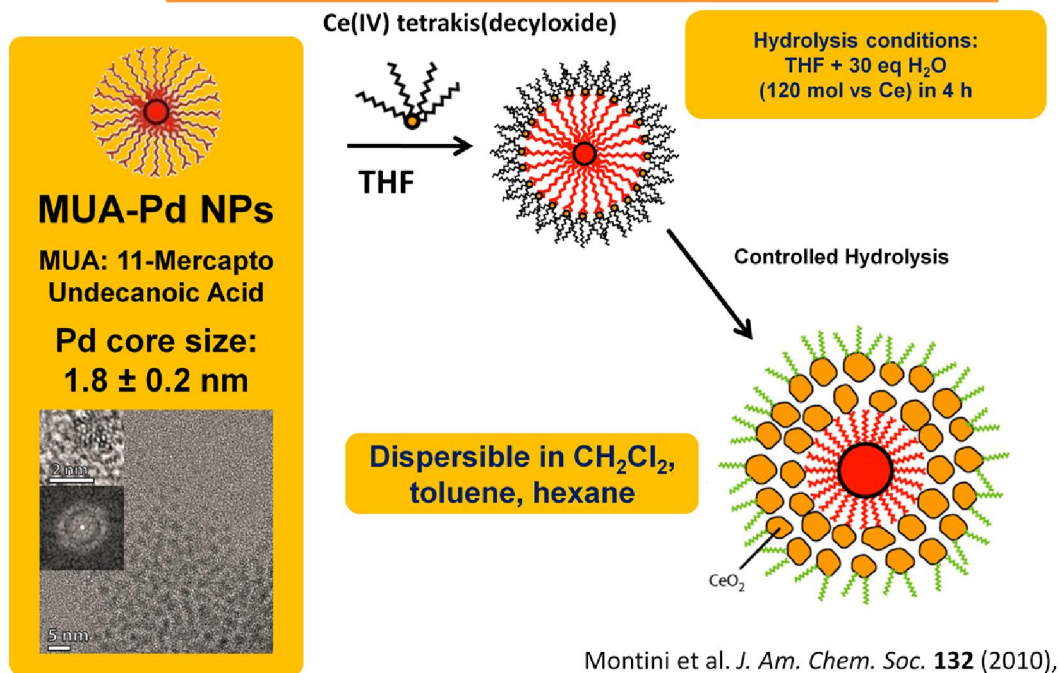 Ce(IV) tetrakis(decyloxide)
THF
Hydrolysis conditions:
THF + 30 eq H₂O
(120 mol vs Ce) in 4 h
MUA-Pd NPs
MUA: 11-Mercapto
Undecanoic Acid
Pd core size:
1.8 ± 0.2 nm
2 nm
5 nm
Controlled Hydrolysis
Dispersible in CH₂Cl₂,
toluene, hexane
CeO₂
Montini et al. J. Am. Chem. Soc. 132 (2010),